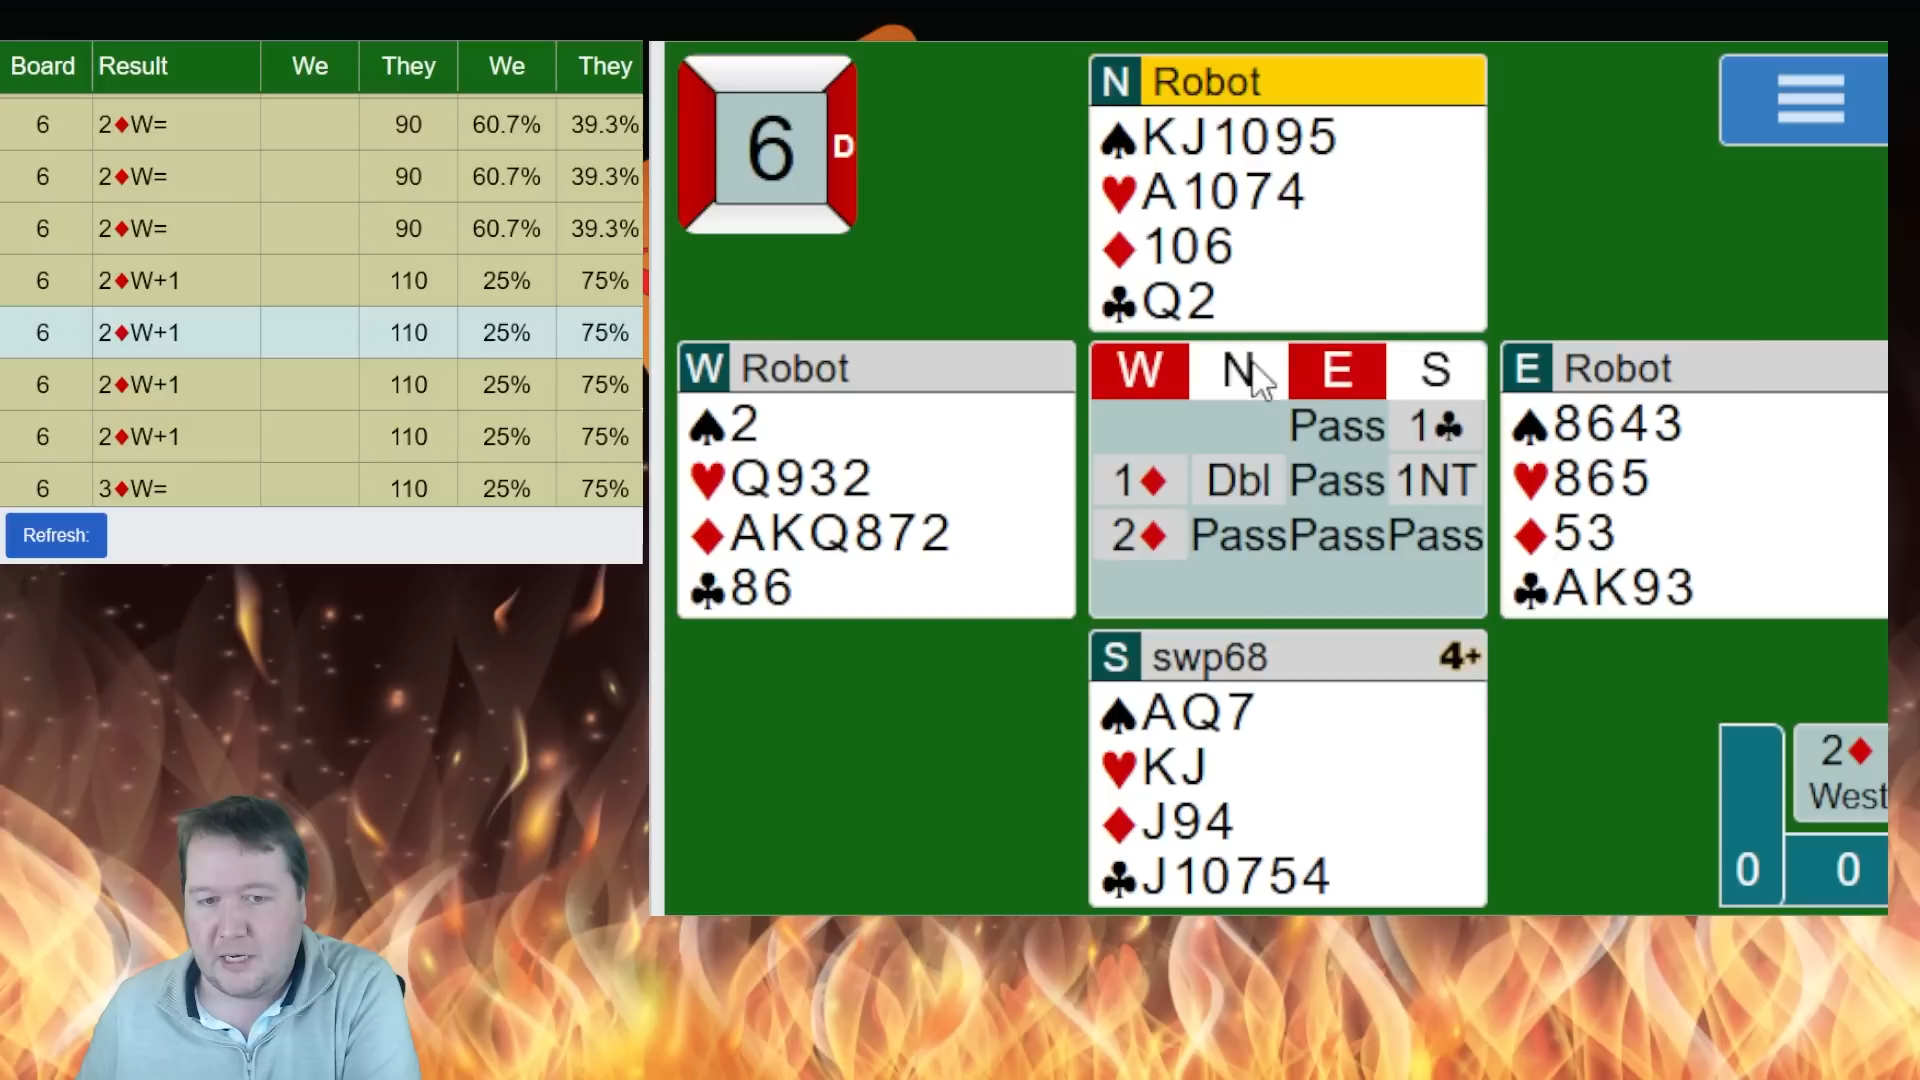 Board Result We They We They
6 2♦W= 90 60.7% 39.3%
6 2♦W= 90 60.7% 39.3%
6 2♦W= 90 60.7% 39.3%
6 2♦W+1 110 25% 75%
6 2♦W+1 110 25% 75%
6 2♦W+1 110 25% 75%
6 2♦W+1 110 25% 75%
6 3♦W= 110 25% 75%
Refresh:
6 D
N Robot
♠KJ1095
♥A1074
♦106
♣Q2
W Robot
♠2
♥Q932
♦AKQ872
♣86
W N E S
Pass 1♣
1♦ Dbl Pass 1NT
2♦ Pass Pass Pass
E Robot
♠8643
♥865
♦53
♣AK93
S swp68 4+
♠AQ7
♥KJ
♦J94
♣J10754
2♦
West
0 0